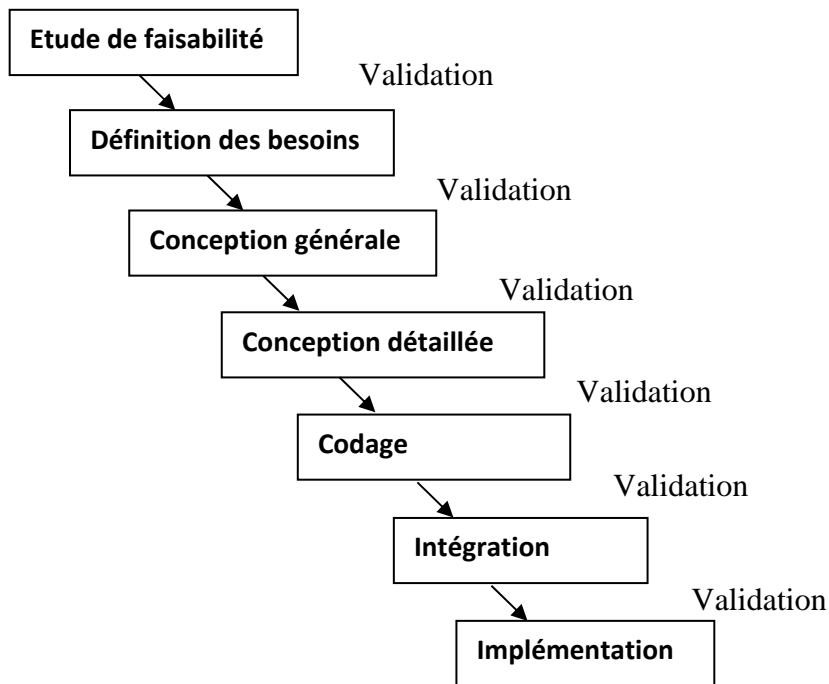 Etude de faisabilité
Validation
Définition des besoins
Validation
Conception générale
Validation
Conception détaillée
Validation
Codage
Validation
Intégration
Validation
Implémentation